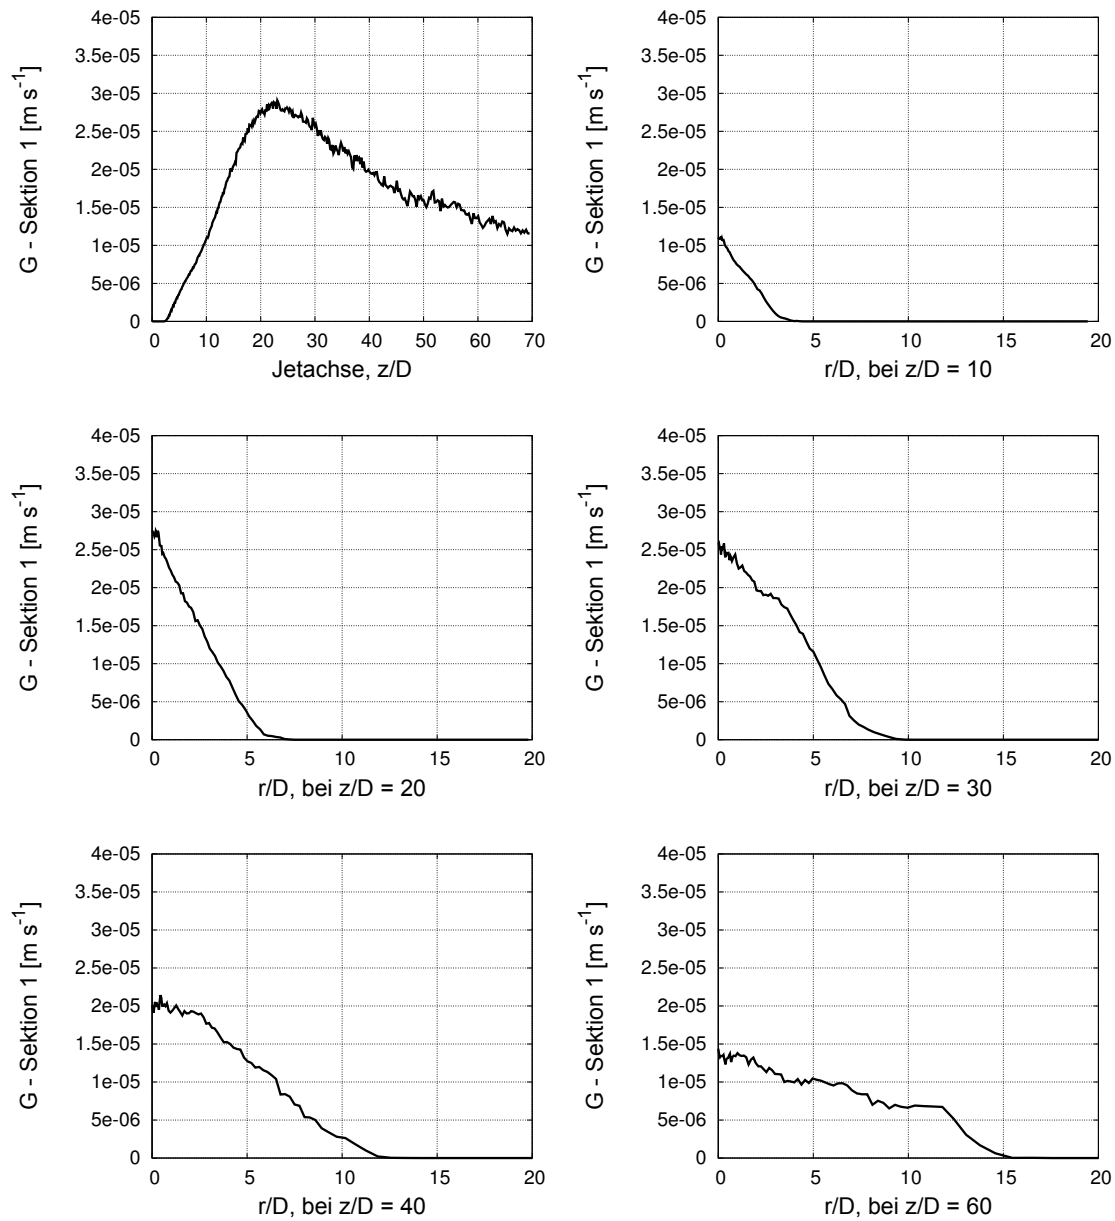 4e-05
3.5e-05
3e-05
2.5e-05
2e-05
1.5e-05
1e-05
5e-06
0
G - Sektion 1 [m s⁻¹]
0 10 20 30 40 50 60 70
Jetachse, z/D
4e-05
3.5e-05
3e-05
2.5e-05
2e-05
1.5e-05
1e-05
5e-06
0
G - Sektion 1 [m s⁻¹]
0 5 10 15 20
r/D, bei z/D = 10
4e-05
3.5e-05
3e-05
2.5e-05
2e-05
1.5e-05
1e-05
5e-06
0
G - Sektion 1 [m s⁻¹]
0 5 10 15 20
r/D, bei z/D = 20
4e-05
3.5e-05
3e-05
2.5e-05
2e-05
1.5e-05
1e-05
5e-06
0
G - Sektion 1 [m s⁻¹]
0 5 10 15 20
r/D, bei z/D = 30
4e-05
3.5e-05
3e-05
2.5e-05
2e-05
1.5e-05
1e-05
5e-06
0
G - Sektion 1 [m s⁻¹]
0 5 10 15 20
r/D, bei z/D = 40
4e-05
3.5e-05
3e-05
2.5e-05
2e-05
1.5e-05
1e-05
5e-06
0
G - Sektion 1 [m s⁻¹]
0 5 10 15 20
r/D, bei z/D = 60